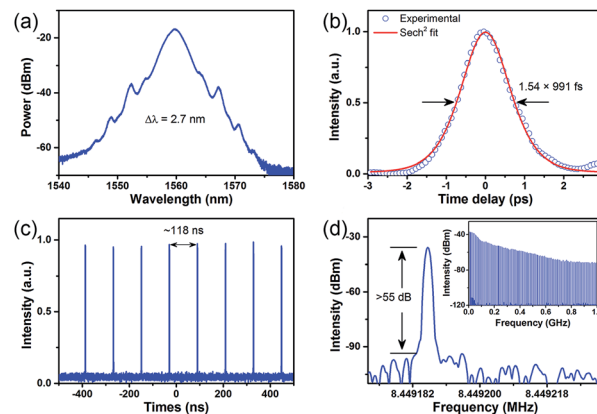 (a)
Power (dBm)
-20
-40
-60
Δλ = 2.7 nm
1540 1550 1560 1570 1580
Wavelength (nm)
(b)
Experimental
Sech² fit
Intensity (a.u.)
1.0
0.5
0.0
1.54 × 991 fs
-3 -2 -1 0 1 2
Time delay (ps)
(c)
~118 ns
Intensity (a.u.)
1.0
0.5
0.0
-400 -200 0 200 400
Times (ns)
(d)
Intensity (dBm)
-30
-60
-90
>55 dB
8.449182 8.449200 8.449218
Frequency (MHz)
Intensity (dBm)
-40
-80
-120
0.0 0.2 0.4 0.6 0.8 1.0
Frequency (GHz)